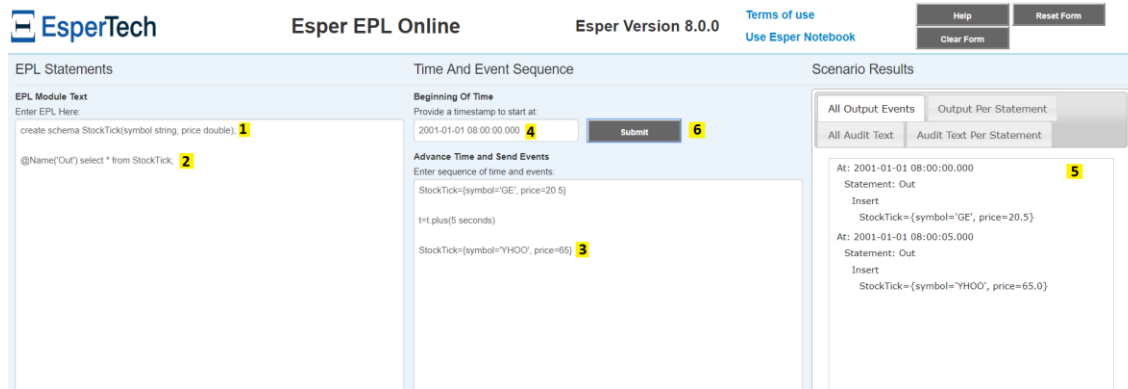 EsperTech
Esper EPL Online
Esper Version 8.0.0
Terms of use
Use Esper Notebook
Help
Reset Form
Clear Form
EPL Statements
EPL Module Text
Enter EPL Here:
create schema StockTick(symbol string, price double); 1
@Name('Out') select * from StockTick; 2
Time And Event Sequence
Beginning Of Time
Provide a timestamp to start at:
2001-01-01 08:00:00.000 4
Submit 6
Advance Time and Send Events
Enter sequence of time and events:
StockTick={symbol='GE', price=20.5}
t=t.plus(5 seconds)
StockTick={symbol='YHOO', price=65} 3
Scenario Results
All Output Events
Output Per Statement
All Audit Text
Audit Text Per Statement
At: 2001-01-01 08:00:00.000 5
Statement: Out
Insert
StockTick={symbol='GE', price=20.5}
At: 2001-01-01 08:00:05.000
Statement: Out
Insert
StockTick={symbol='YHOO', price=65.0}